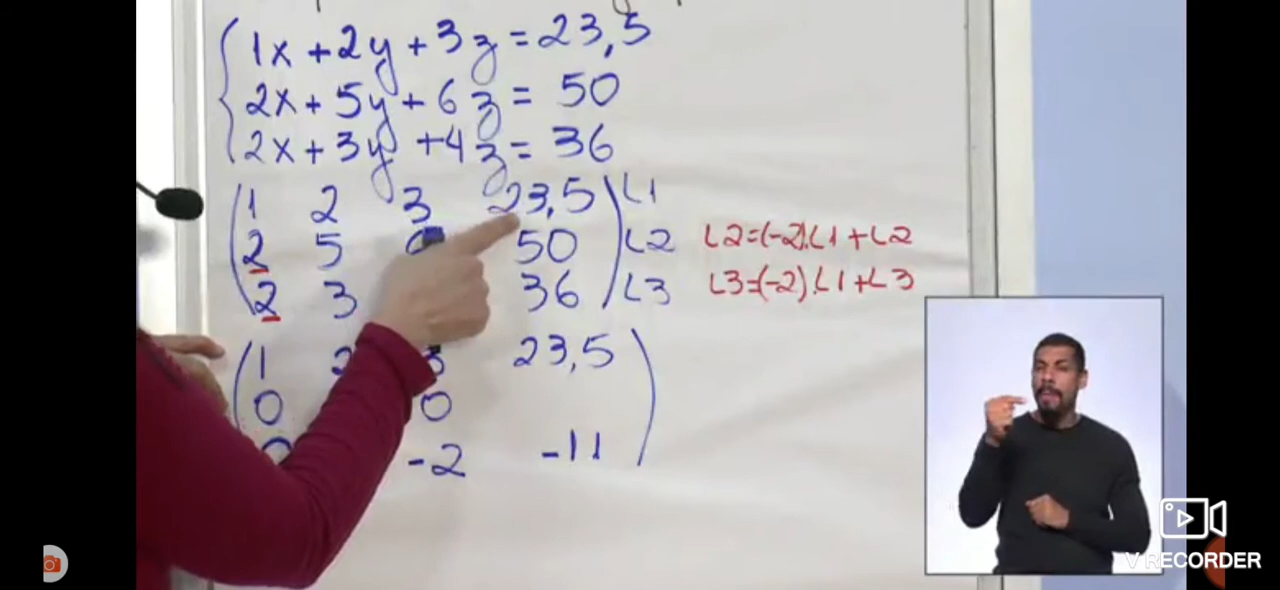 1x + 2y + 3z = 23,5
2x + 5y + 6z = 50
2x + 3y + 4z = 36
1 2 3 23,5 L1
2 5 50 L2 L2=(-2).L1+L2
2 3 36 L3 L3=(-2).L1+L3
1 2 3 23,5
0 0
-2 -11
V RECORDER